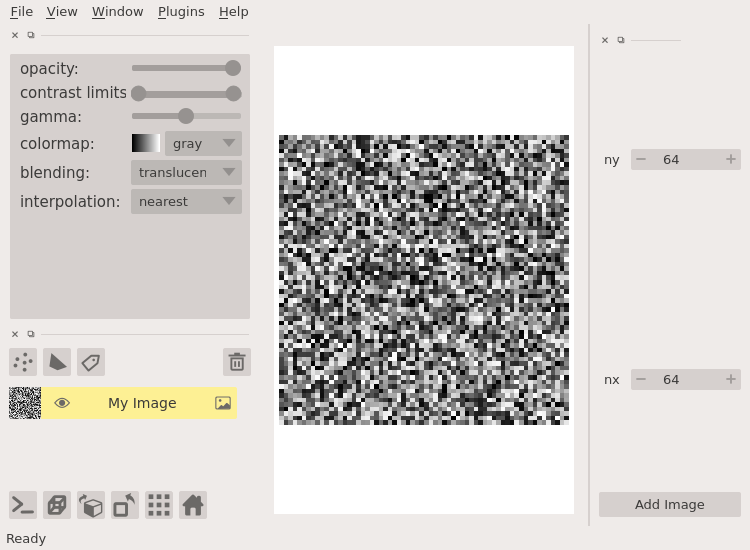 File View Window Plugins Help
opacity:
contrast limits
gamma:
colormap: gray
blending: translucen
interpolation: nearest
My Image
ny 64
nx 64
Add Image
Ready